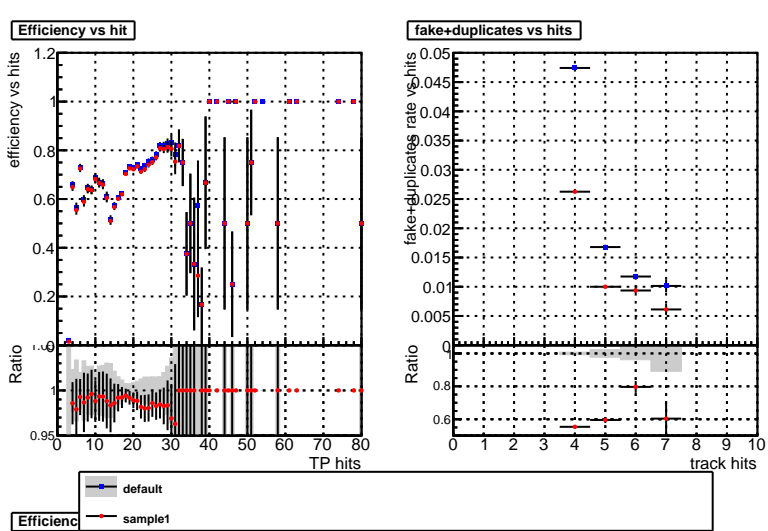 Efficiency vs hit
fake+duplicates vs hits
efficiency vs hits
1.2
1
0.8
0.6
0.4
0.2
0
Ratio
1
0.95
0 10 20 30 40 50 60 70 80
TP hits
fake+duplicates rate vs hits
0.05
0.045
0.04
0.035
0.03
0.025
0.02
0.015
0.01
0.005
0
Ratio
1
0.8
0.6
0 1 2 3 4 5 6 7 8 9 10
track hits
default
sample1
Efficienc